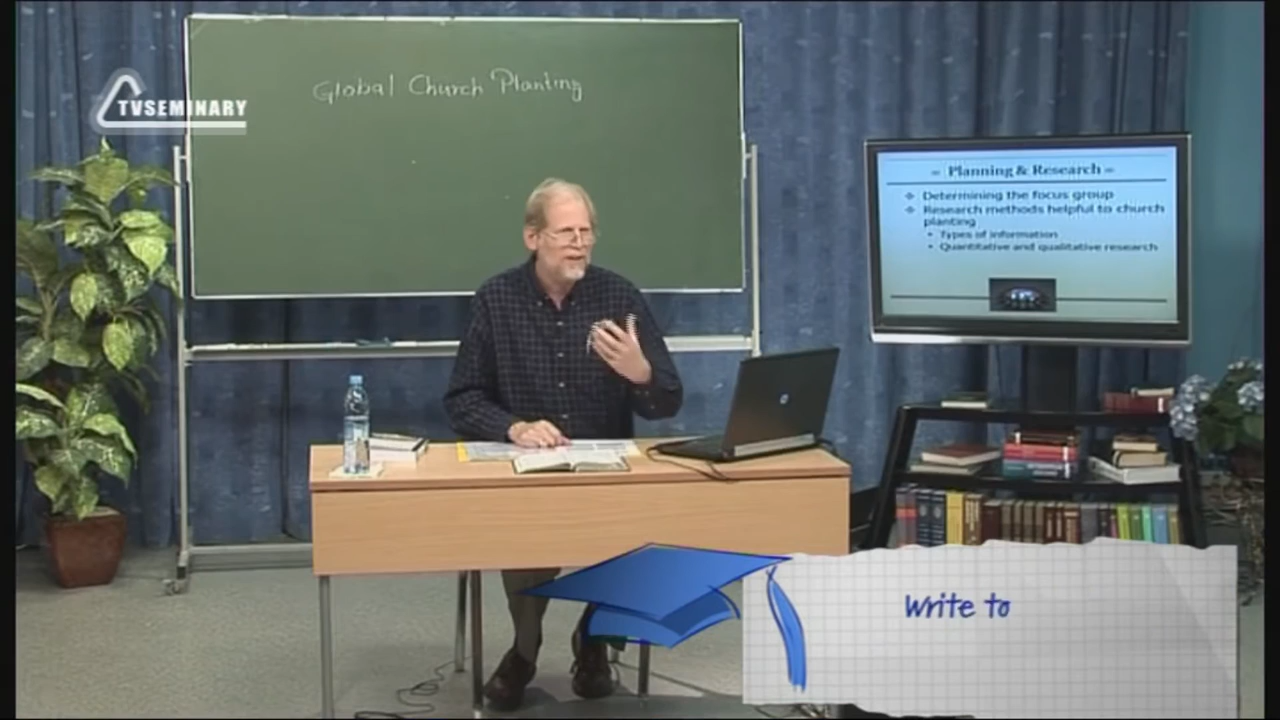 Global Church Planting
TVSEMINARY
Planning & Research
Determining the focus group
Research methods helpful to church
planting
Types of information
Quantitative and qualitative research
Write to